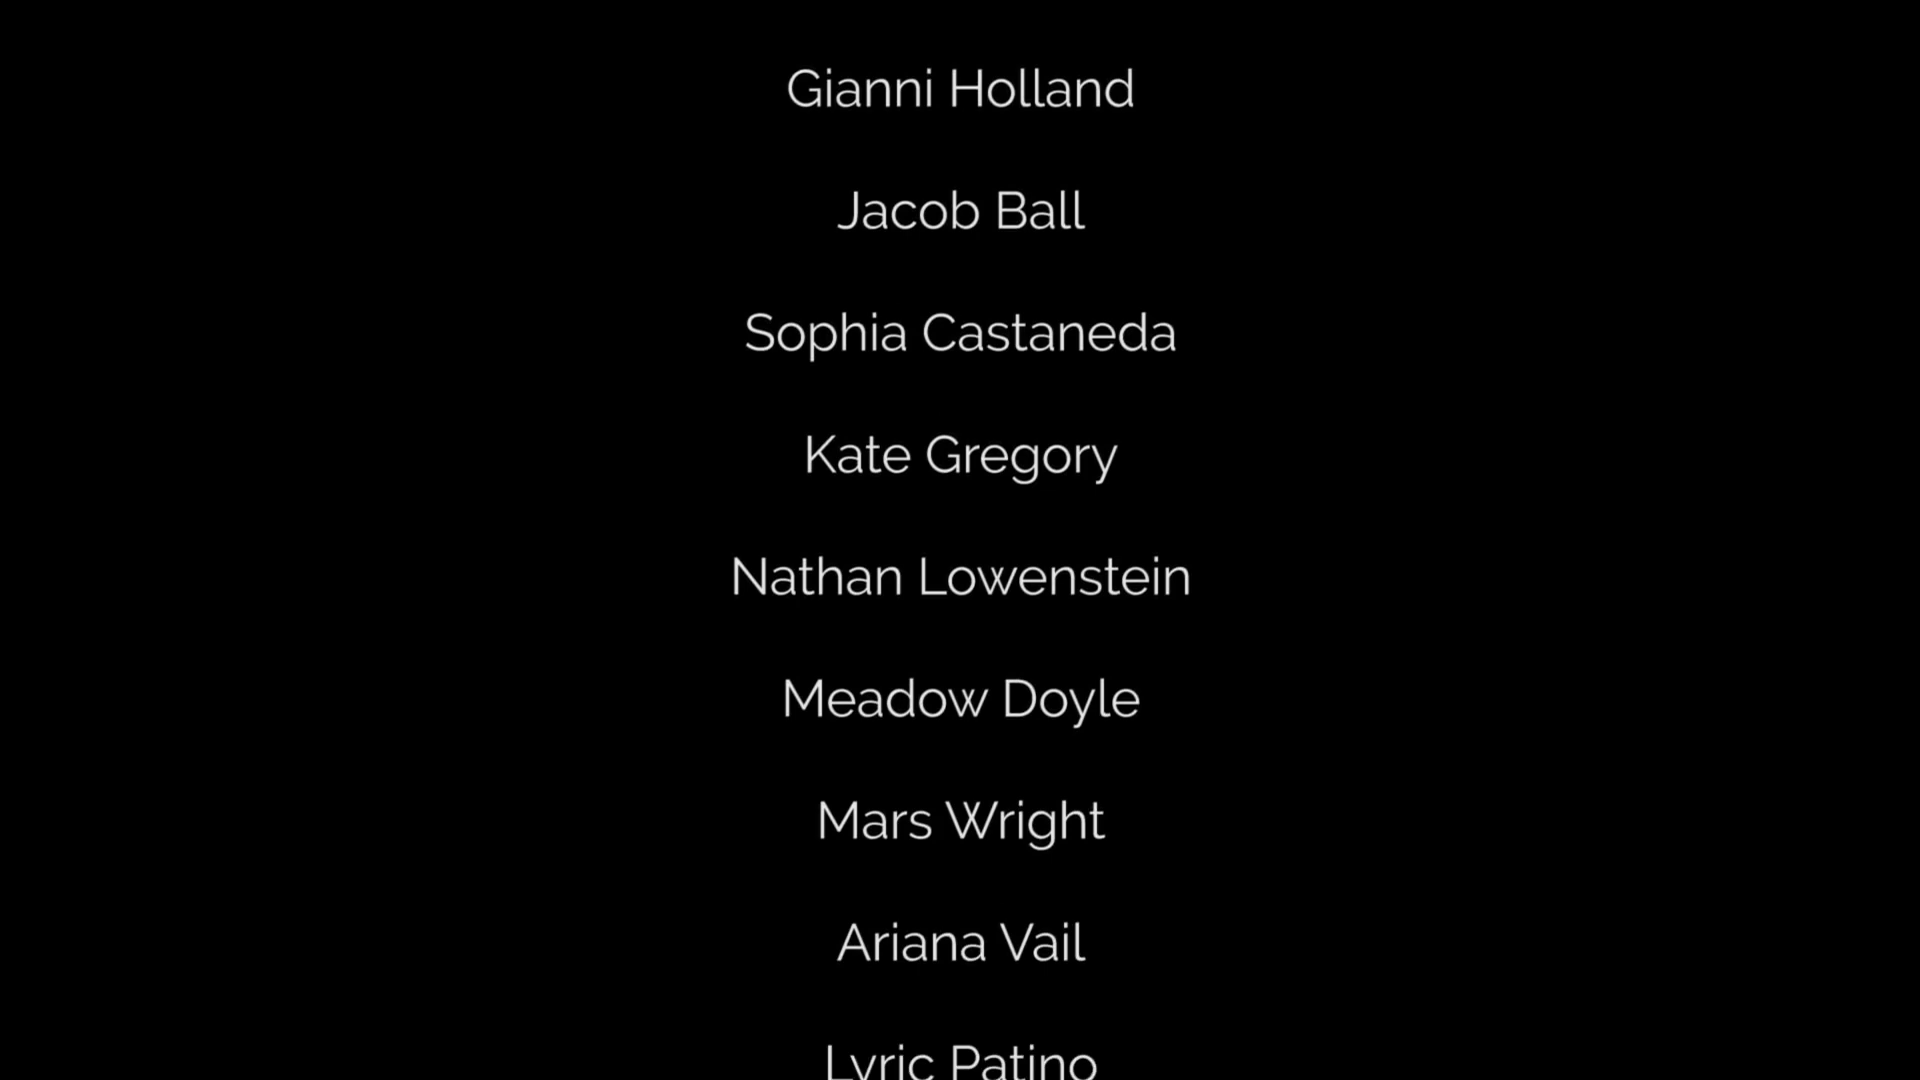 Gianni Holland
Jacob Ball
Sophia Castaneda
Kate Gregory
Nathan Lowenstein
Meadow Doyle
Mars Wright
Ariana Vail
Lyric Patino